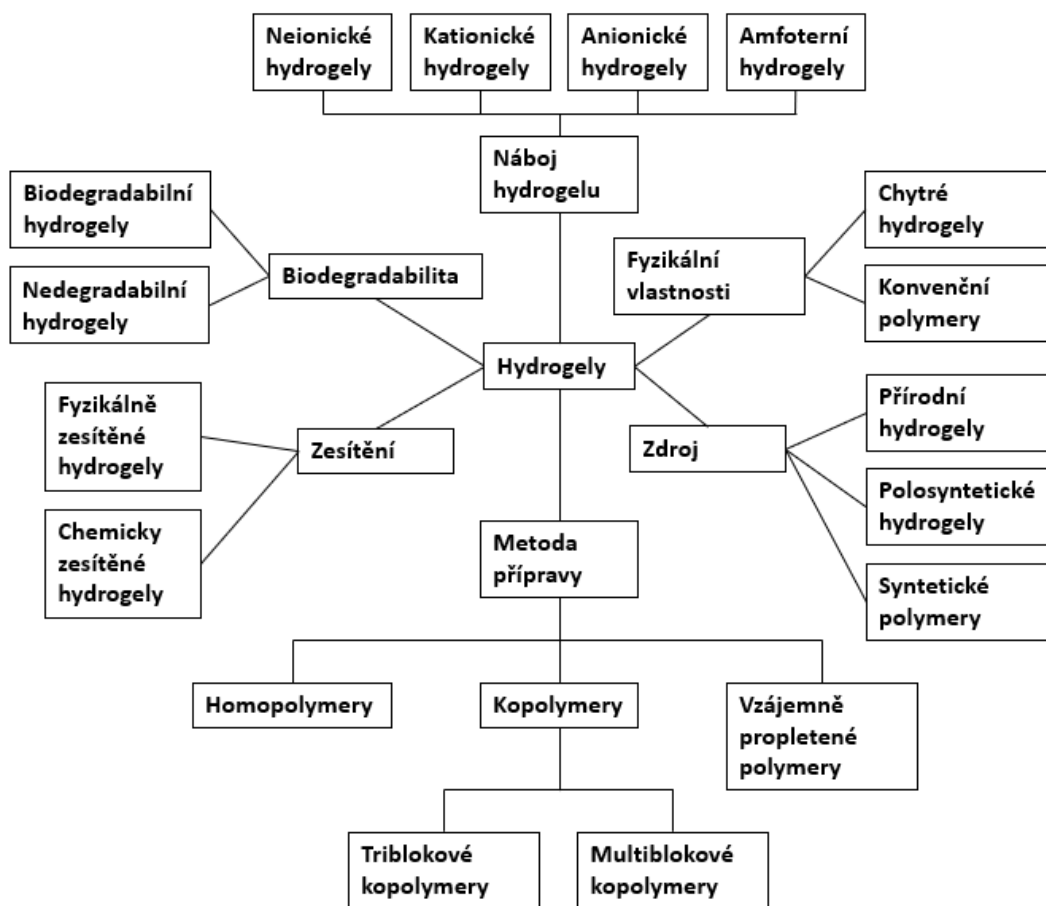 Neionické
hydrogely
Kationické
hydrogely
Anionické
hydrogely
Amfoterní
hydrogely
Náboj
hydrogelu
Biodegradabilní
hydrogely
Nedegradabilní
hydrogely
Biodegradabilita
Fyzikální
vlastnosti
Chytré
hydrogely
Konvenční
polymery
Hydrogely
Fyzikálně
zesítěné
hydrogely
Chemicky
zesítěné
hydrogely
Zesítění
Zdroj
Přírodní
hydrogely
Polosyntetické
hydrogely
Syntetické
polymery
Metoda
přípravy
Homopolymery
Kopolymery
Vzájemně
propletené
polymery
Triblokové
kopolymery
Multiblokové
kopolymery